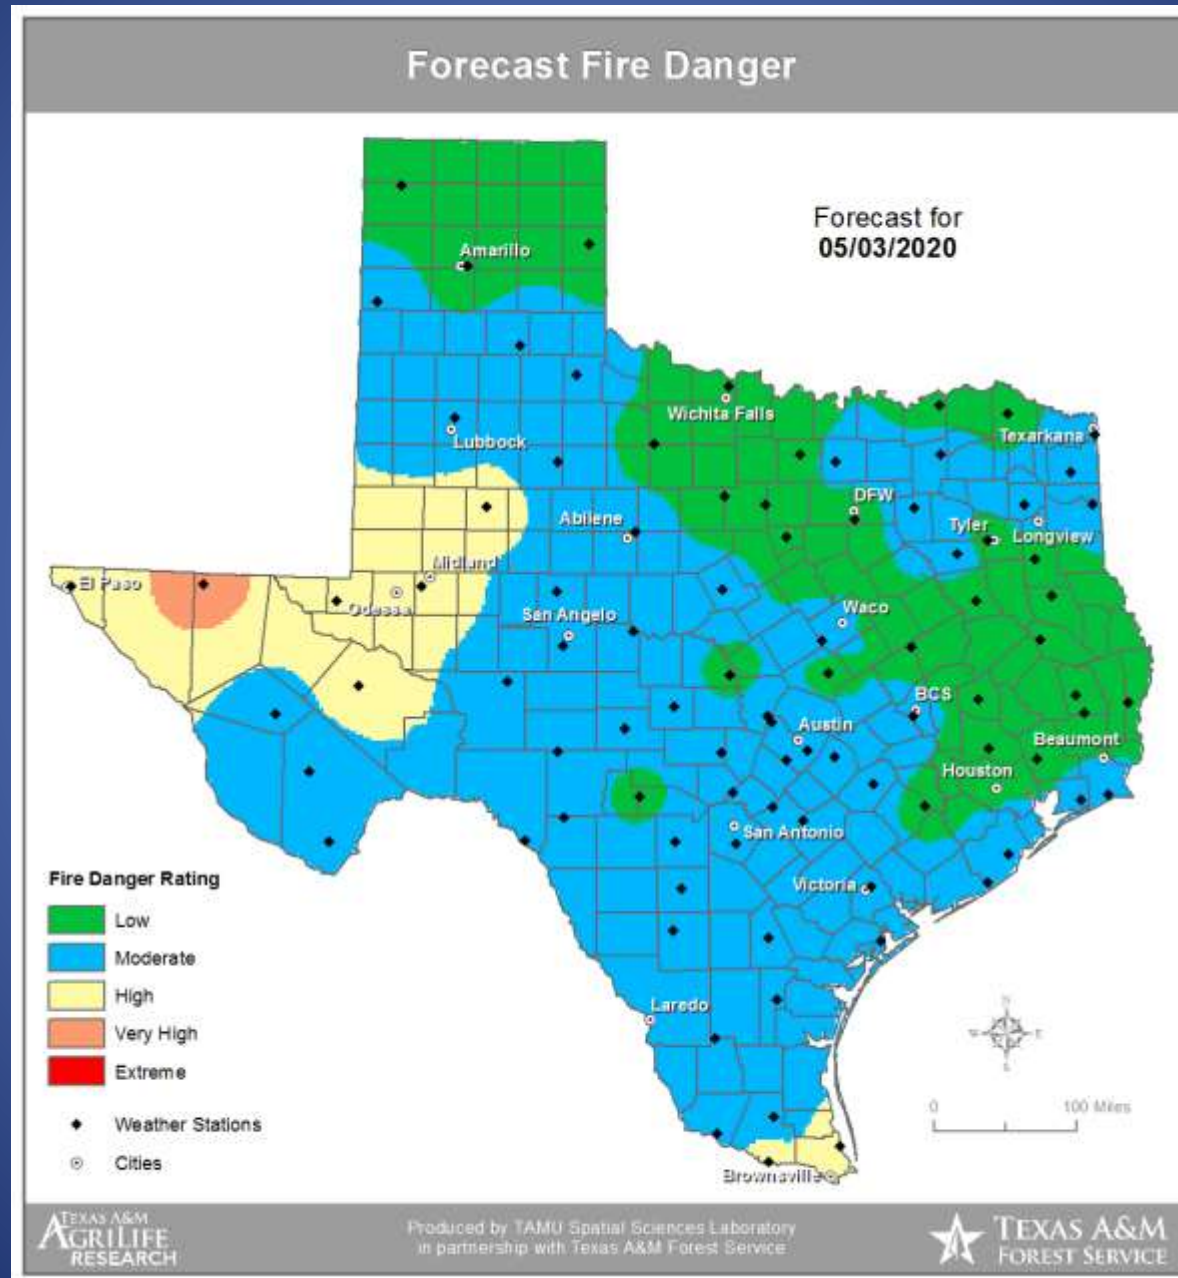 Forecast Fire Danger
Forecast for
05/03/2020
Amarillo
Wichita Falls
Lubbock
Texarkana
DFW
Abilene
Tyler
Longview
Midland
El Paso
Odessa
San Angelo
Waco
BCS
Austin
Beaumont
Houston
San Antonio
Victoria
Laredo
Brownsville
Fire Danger Rating
Low
Moderate
High
Very High
Extreme
Weather Stations
Cities
N
W E
S
0 100 Miles
TEXAS A&M
AGRILIFE
RESEARCH
Produced by TAMU Spatial Sciences Laboratory
in partnership with Texas A&M Forest Service
TEXAS A&M
FOREST SERVICE